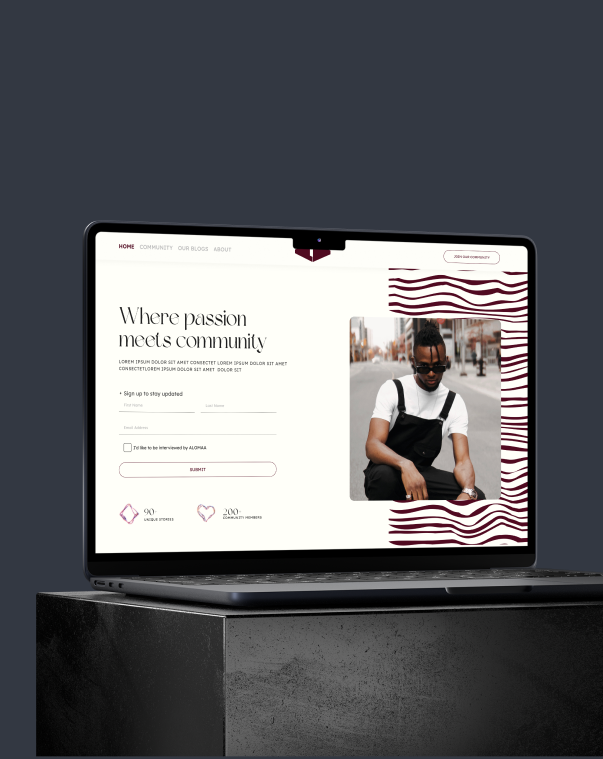 HOME COMMUNITY OUR BLOGS ABOUT
JOIN OUR COMMUNITY
Where passion
meets community
LOREM IPSUM DOLOR SIT AMET CONSECTET LOREM IPSUM DOLOR SIT AMET
CONSECTETLOREM IPSUM DOLOR SIT AMET DOLOR SIT
• Sign up to stay updated
First Name Last Name
Email Address
I'd like to be interviewed by ALOMAA
SUBMIT
90+ 200+
UNIQUE STORIES COMMUNITY MEMBERS